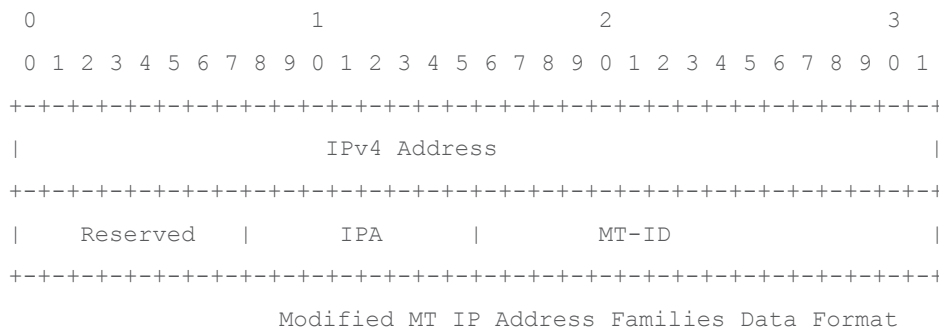 0                   1                   2                   3
0 1 2 3 4 5 6 7 8 9 0 1 2 3 4 5 6 7 8 9 0 1 2 3 4 5 6 7 8 9 0 1
+-+-+-+-+-+-+-+-+-+-+-+-+-+-+-+-+-+-+-+-+-+-+-+-+-+-+-+-+-+-+-+-+
|                     IPv4 Address                              |
+-+-+-+-+-+-+-+-+-+-+-+-+-+-+-+-+-+-+-+-+-+-+-+-+-+-+-+-+-+-+-+-+
|    Reserved   |      IPA      |        MT-ID                  |
+-+-+-+-+-+-+-+-+-+-+-+-+-+-+-+-+-+-+-+-+-+-+-+-+-+-+-+-+-+-+-+-+
Modified MT IP Address Families Data Format